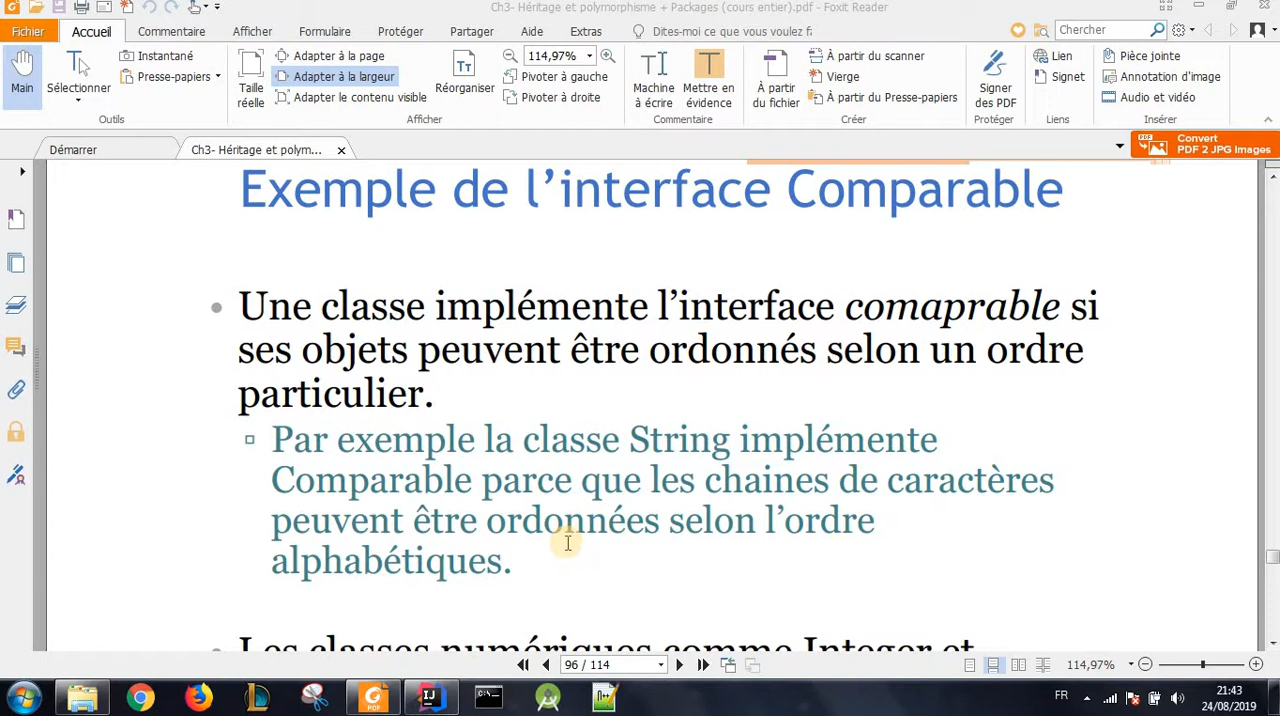 Ch3- Héritage et polymorphisme + Packages (cours entier).pdf - Foxit Reader
Fichier Accueil Commentaire Afficher Formulaire Protéger Partager Connecter Aide Extras Dites-moi ce que vous voulez f Chercher
Main
Sélectionner
Instantané
Presse-papiers
Outils
Taille
réelle
Adapter à la page
Adapter à la largeur
Adapter le contenu visible
Réorganiser
114,97%
Pivoter à gauche
Pivoter à droite
Afficher
Machine
à écrire
Mettre en
évidence
Commentaire
À partir
du fichier
À partir du scanner
Vierge
À partir du Presse-papiers
Créer
Signer
des PDF
Protéger
Lien
Signet
Liens
Pièce jointe
Annotation d'image
Audio et vidéo
Insérer
Démarrer
Ch3- Héritage et polym...
Convert
PDF 2 JPG Images
Exemple de l’interface Comparable
• Une classe implémente l’interface comaprable si
ses objets peuvent être ordonnés selon un ordre
particulier.
▫ Par exemple la classe String implémente
Comparable parce que les chaines de caractères
peuvent être ordonnées selon l’ordre
alphabétiques.
• Les classes numériques comme Integer et
96 / 114
114,97%
FR
21:43
24/08/2019